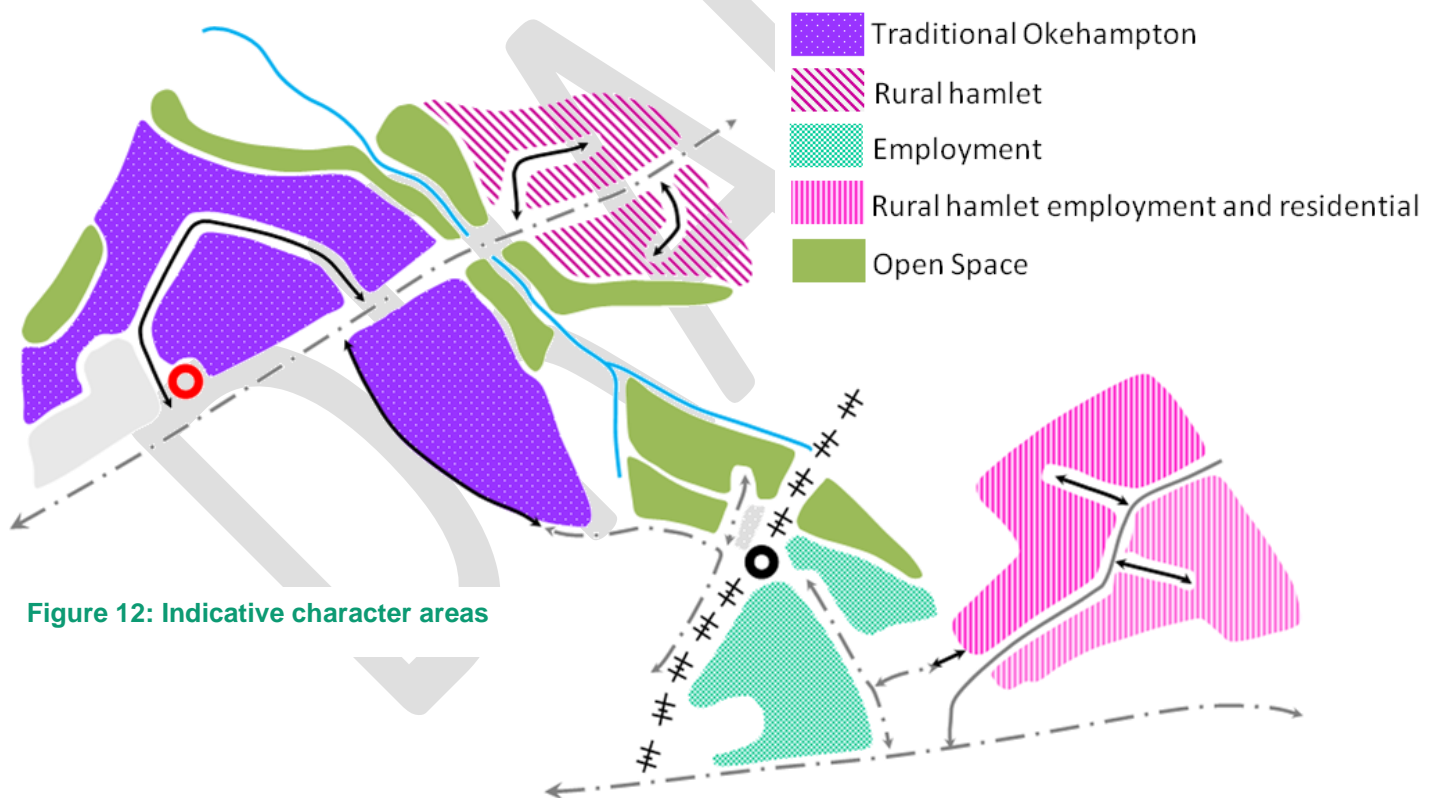 Traditional Okehampton
Rural hamlet
Employment
Rural hamlet employment and residential
Open Space
Figure 12: Indicative character areas